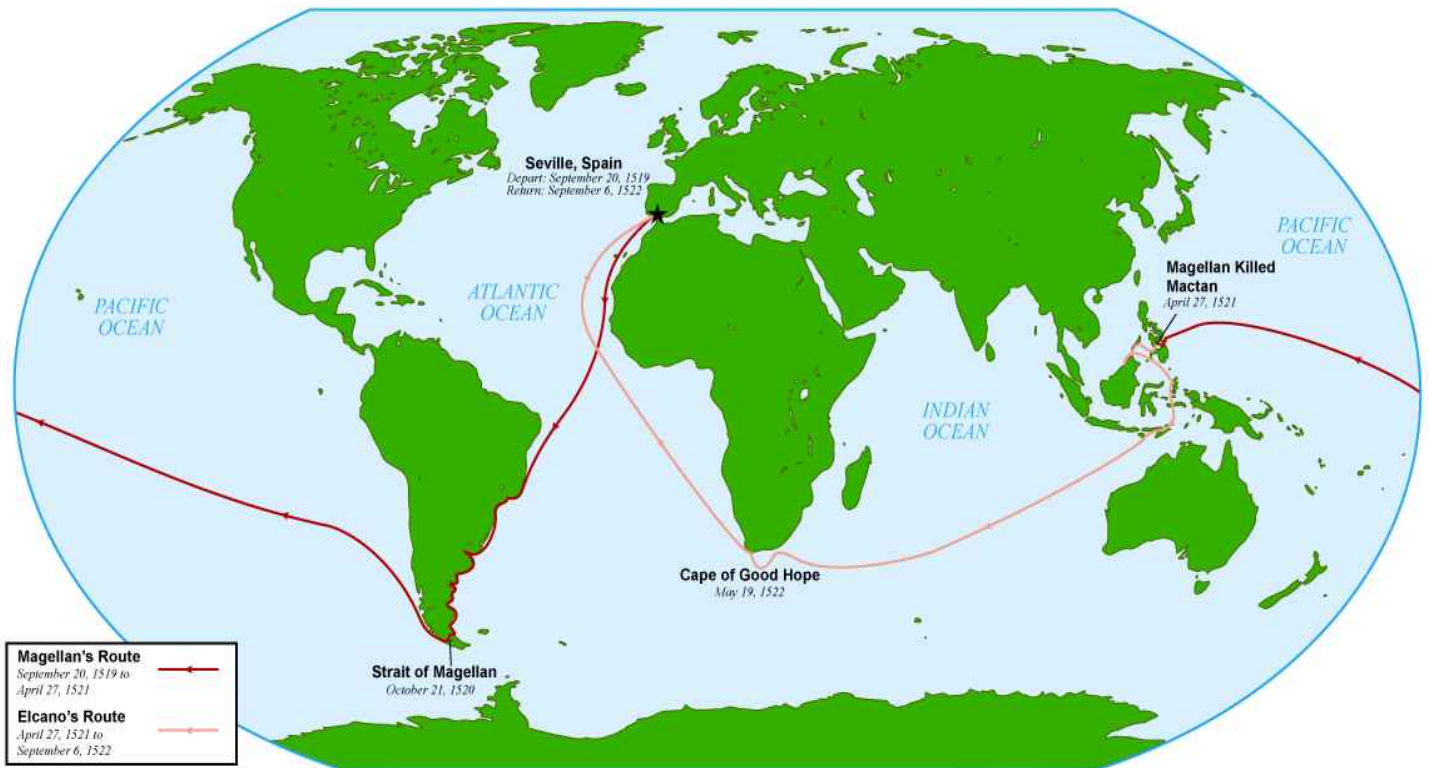 Seville, Spain
Depart: September 20, 1519
Return: September 6, 1522
PACIFIC
OCEAN
Magellan Killed
Mactan
April 27, 1521
ATLANTIC
OCEAN
PACIFIC
OCEAN
INDIAN
OCEAN
Cape of Good Hope
May 19, 1522
Strait of Magellan
October 21, 1520
Magellan's Route
September 20, 1519 to
April 27, 1521
Elcano's Route
April 27, 1521 to
September 6, 1522